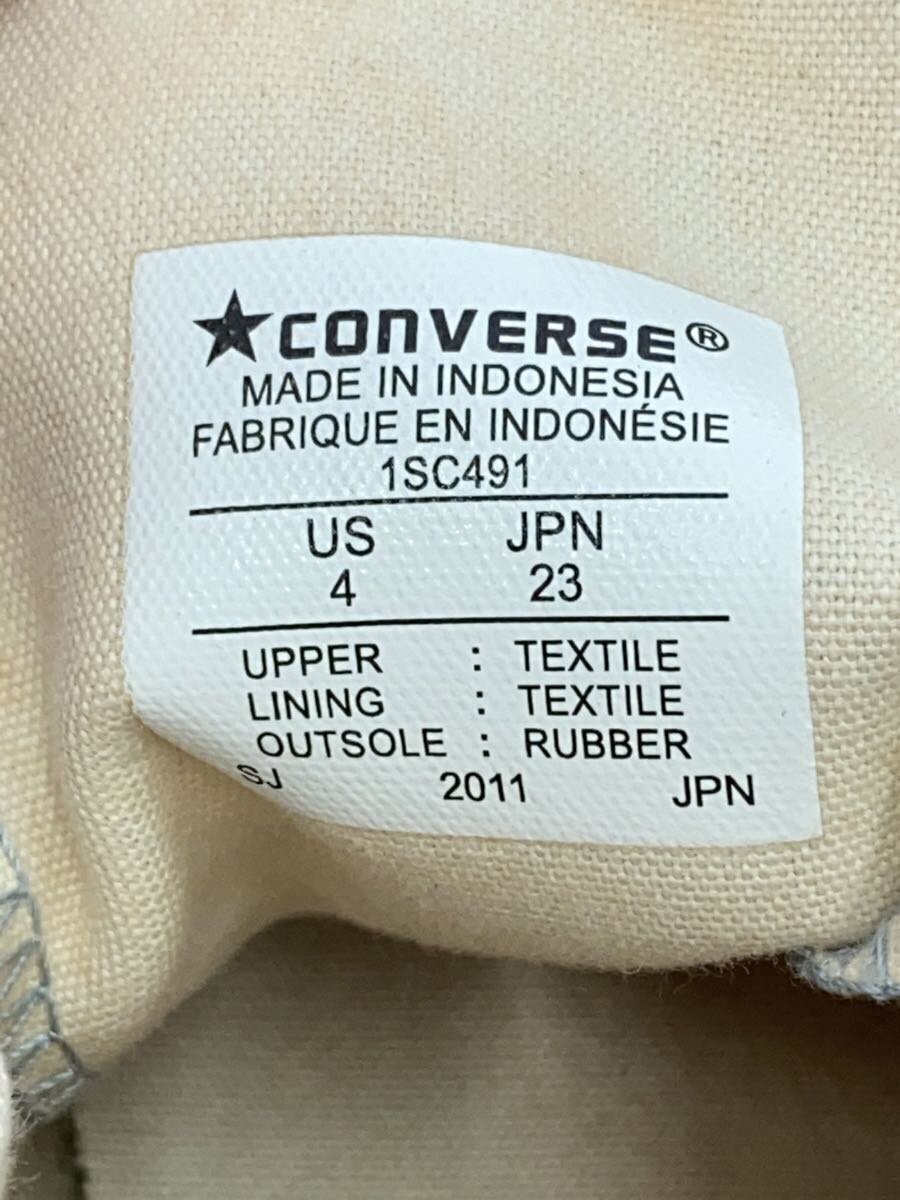 ★CONVERSE®
MADE IN INDONESIA
FABRIQUE EN INDONÉSIE
1SC491
US JPN
4 23
UPPER : TEXTILE
LINING : TEXTILE
OUTSOLE : RUBBER
SJ 2011 JPN